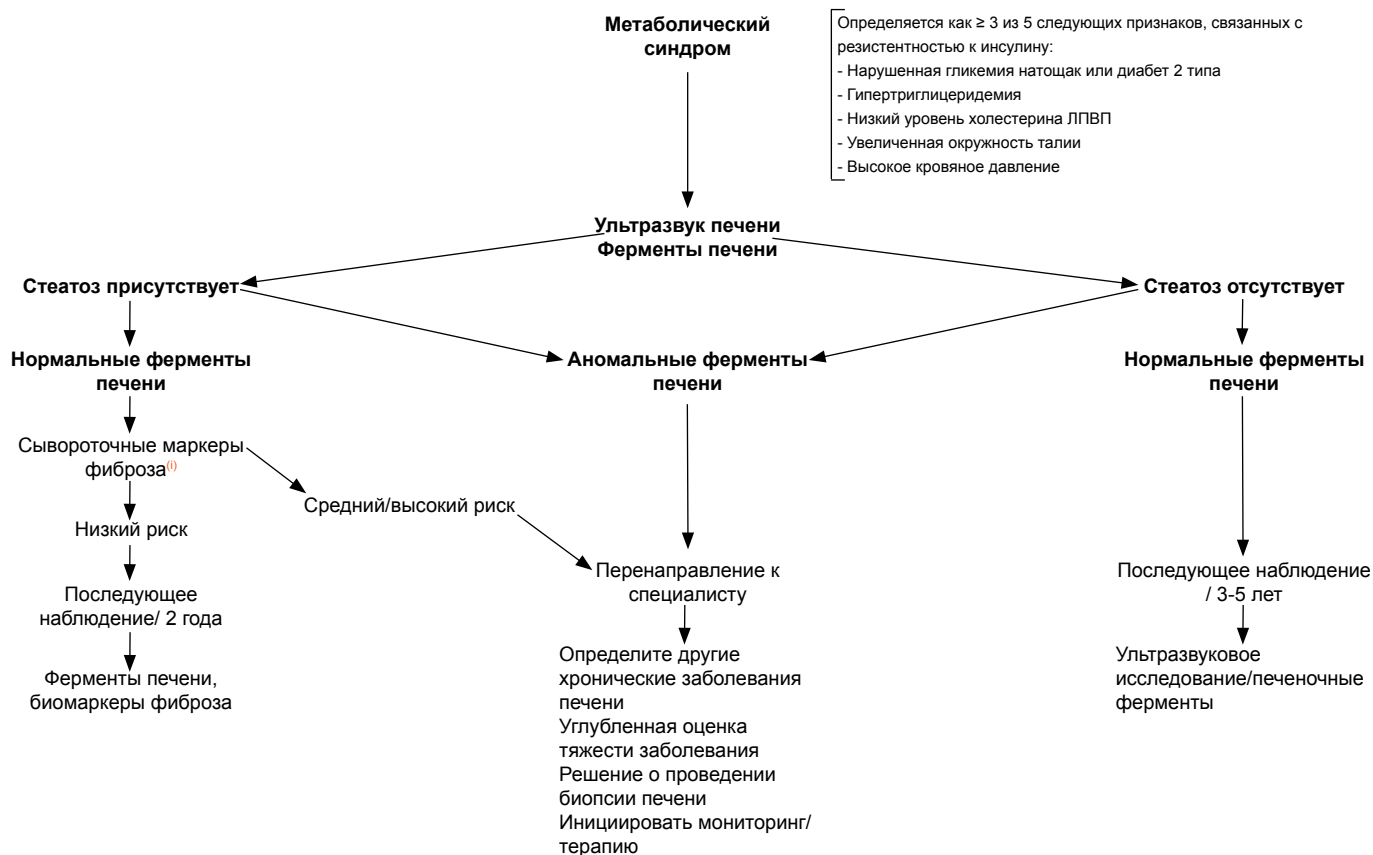 Метаболический
синдром
Определяется как ≥ 3 из 5 следующих признаков, связанных с
резистентностью к инсулину:
- Нарушенная гликемия натощак или диабет 2 типа
- Гипертриглицеридемия
- Низкий уровень холестерина ЛПВП
- Увеличенная окружность талии
- Высокое кровяное давление
Ультразвук печени
Ферменты печени
Стеатоз присутствует
Стеатоз отсутствует
Нормальные ферменты
печени
Аномальные ферменты
печени
Нормальные ферменты
печени
Сывороточные маркеры
фиброза(i)
Средний/высокий риск
Низкий риск
Последующее
наблюдение/ 2 года
Перенаправление к
специалисту
Последующее наблюдение
/ 3-5 лет
Ферменты печени,
биомаркеры фиброза
Определите другие
хронические заболевания
печени
Углубленная оценка
тяжести заболевания
Решение о проведении
биопсии печени
Инициировать мониторинг/
терапию
Ультразвуковое
исследование/печеночные
ферменты